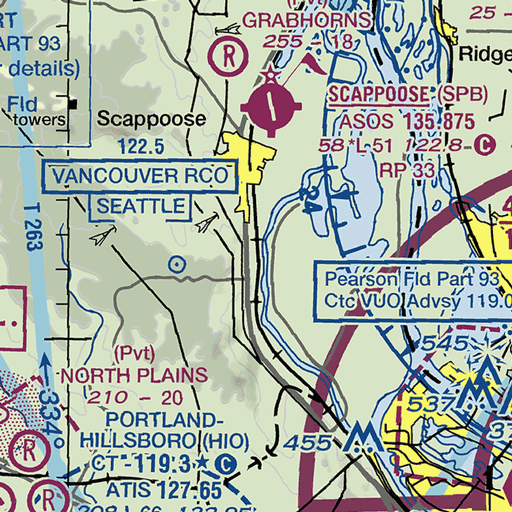 GRABHORNS
255 - 18
25 -
Ridge
RT
ART 93
r details)
Fld
towers
R
Scappoose
SCAPPOOSE (SPB)
ASOS 135.875
58 *L 51 122.8 C
RP 33
122.5
VANCOUVER RCO
SEATTLE
T 263
Pearson Fld Part 93
Ctc VUO Advsy 119.0
(Pvt)
NORTH PLAINS
210 - 20
334°
PORTLAND-
HILLSBORO (HIO)
CT - 119.3 ★ C
ATIS 127.65
R
R
545
537
455